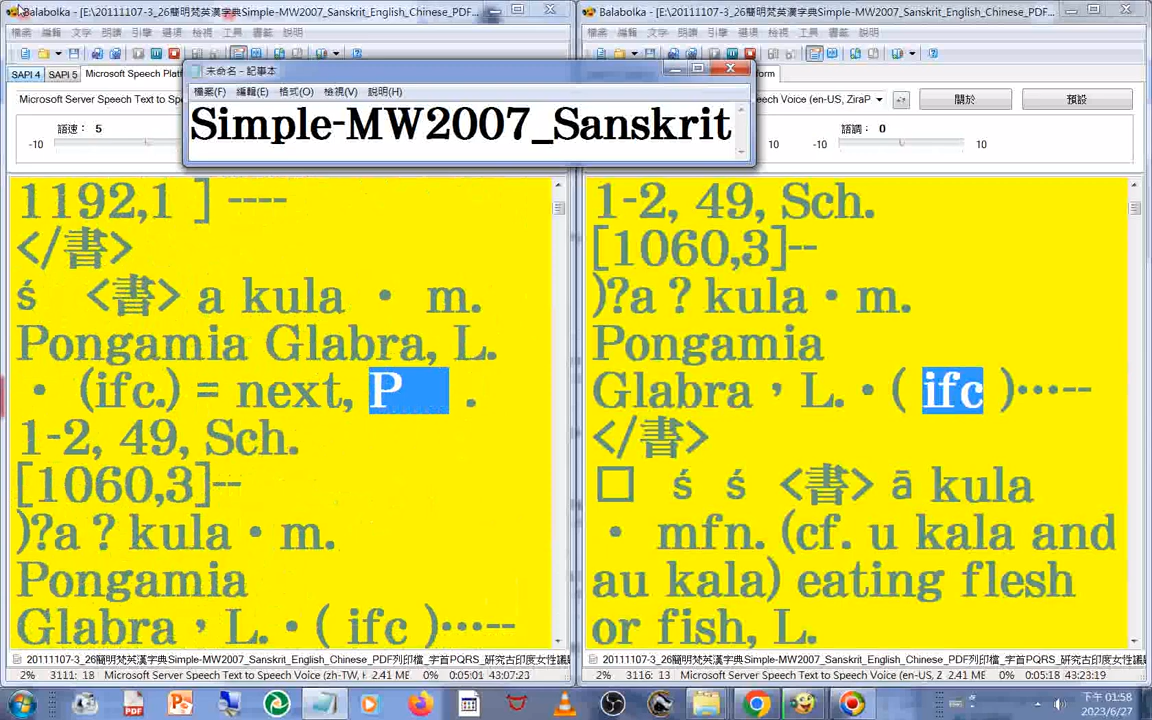 Balabolka - [E:\20111107-3_26簡明梵英漢字典Simple-MW2007_Sanskrit_English_Chinese_PDF...
檔案 編輯 文字 朗讀 引擎 選項 檢視 工具 書籤 說明
SAPI 4 SAPI 5 Microsoft Speech Platf
Microsoft Server Speech Text to Sp
語速： 5
-10
1192,1 ] ----
</書>
ś <書> a kula • m.
Pongamia Glabra, L.
• (ifc.) = next, P .
1-2, 49, Sch.
[1060,3]--
)?a ? kula • m.
Pongamia
Glabra，L. • ( ifc )…--
20111107-3_26簡明梵英漢字典Simple-MW2007_Sanskrit_English_Chinese_PDF列印檔_字首PQRS_研究古印度女性議題
2% 3111: 18 Microsoft Server Speech Text to Speech Voice (zh-TW, 2.41 MB 0% 0:05:01 43:07:23
未命名 - 記事本
檔案(F) 編輯(E) 格式(O) 檢視(V) 說明(H)
Simple-MW2007_Sanskrit
Balabolka - [E:\20111107-3_26簡明梵英漢字典Simple-MW2007_Sanskrit_English_Chinese_PDF...
檔案 編輯 文字 朗讀 引擎 選項 檢視 工具 書籤 說明
form
eech Voice (en-US, ZiraP 關於 預設
語調： 0
10 -10 10
1-2, 49, Sch.
[1060,3]--
)?a ? kula • m.
Pongamia
Glabra，L. • ( ifc )…--
</書>
□ ś ś <書> ā kula
• mfn. (cf. u kala and
au kala) eating flesh
or fish, L.
20111107-3_26簡明梵英漢字典Simple-MW2007_Sanskrit_English_Chinese_PDF列印檔_字首PQRS_研究古印度女性議
2% 3116: 13 Microsoft Server Speech Text to Speech Voice (en-US, Z 2.41 MB 0% 0:05:18 43:23:19
下午 01:58
2023/6/27